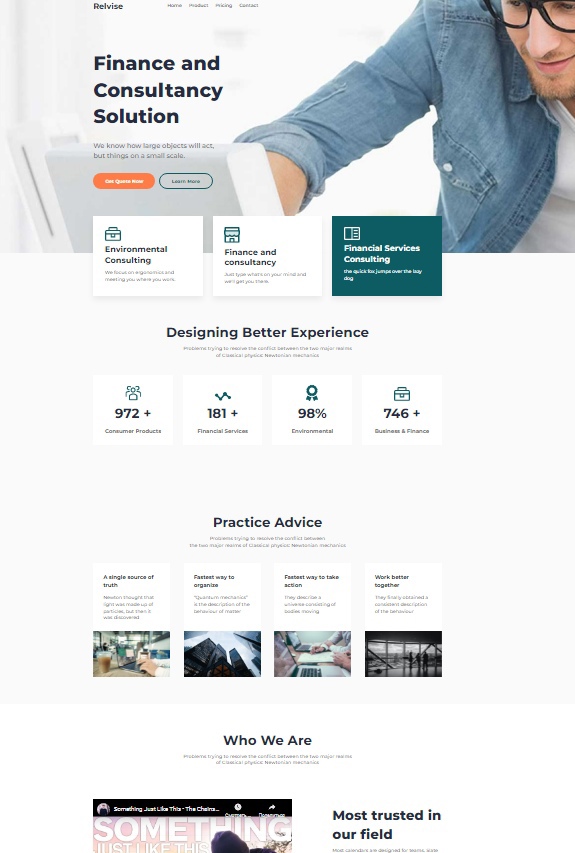 Relvise
Home Product Pricing Contact
Finance and
Consultancy
Solution
We know how large objects will act,
but things on a small scale.
Get Quote Now Learn More
Environmental
Consulting
We focus on ergonomics and
meeting you where you work.
Finance and
consultancy
Just type what's on your mind and
we'll get you there.
Financial Services
Consulting
the quick fox jumps over the lazy
dog
Designing Better Experience
Problems trying to resolve the conflict between the two major realms
of Classical physics: Newtonian mechanics
972 +
Consumer Products
181 +
Financial Services
98%
Environmental
746 +
Business & Finance
Practice Advice
Problems trying to resolve the conflict between
the two major realms of Classical physics: Newtonian mechanics
A single source of
truth
Newton thought that
light was made up of
particles, but then it
was discovered
Fastest way to
organize
"Quantum mechanics"
is the description of the
behaviour of matter
Fastest way to take
action
They describe a
universe consisting of
bodies moving
Work better
together
They finally obtained a
consistent description
of the behaviour
Who We Are
Problems trying to resolve the conflict between the two major realms
of Classical physics: Newtonian mechanics
Something Just Like This - The Chains...
Поделиться
SOMETHING
JUST LIKE THIS
Most trusted in
our field
Most calendars are designed for teams. Slate